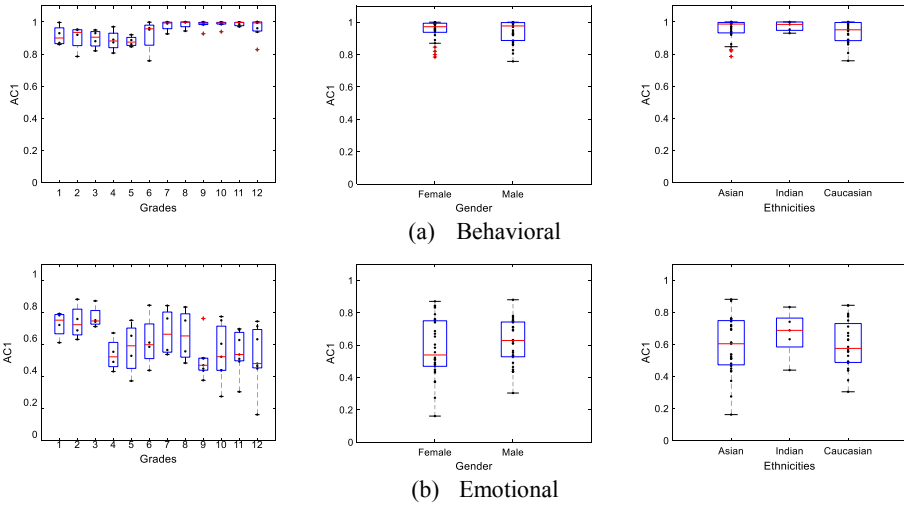 1
0.8
0.6
0.4
0.2
0
AC1
1 2 3 4 5 6 7 8 9 10 11 12
Grades
1
0.8
0.6
0.4
0.2
0
AC1
Female Male
Gender
1
0.8
0.6
0.4
0.2
0
AC1
Asian Indian Caucasian
Ethnicities
(a) Behavioral
1
0.8
0.6
0.4
0.2
0
AC1
1 2 3 4 5 6 7 8 9 10 11 12
Grades
1
0.8
0.6
0.4
0.2
0
AC1
Female Male
Gender
1
0.8
0.6
0.4
0.2
0
AC1
Asian Indian Caucasian
Ethnicities
(b) Emotional